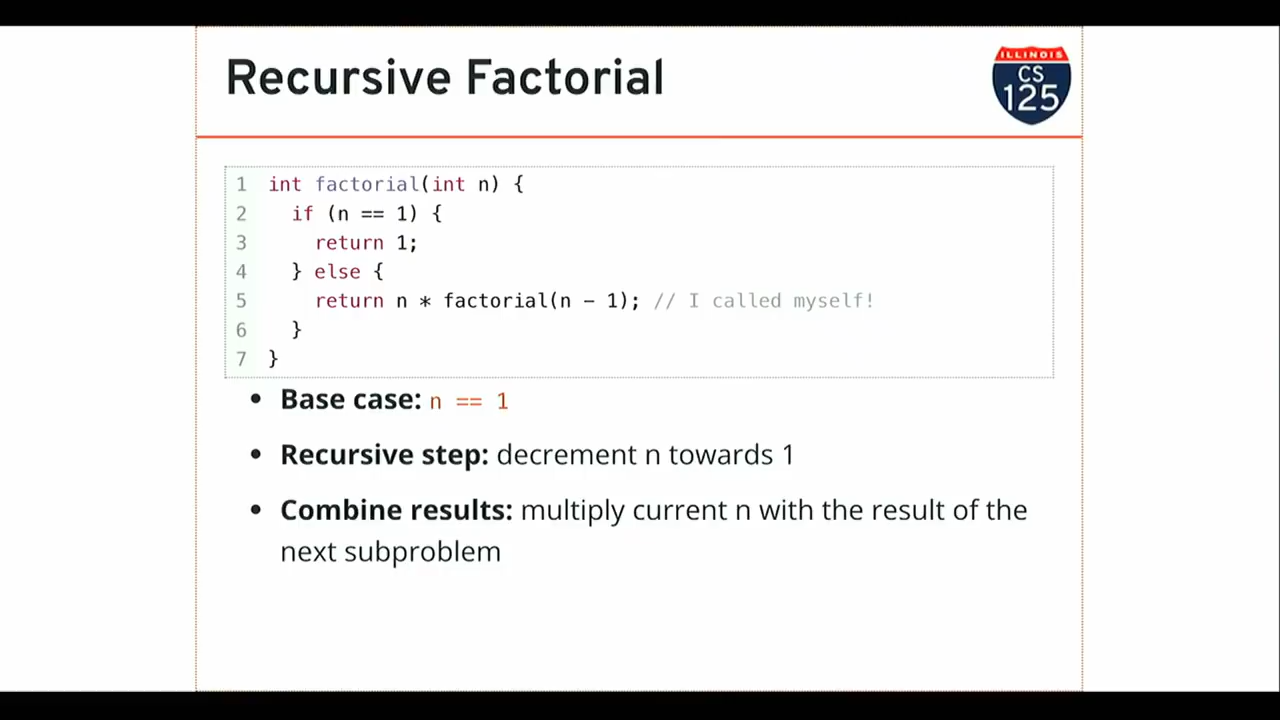 Recursive Factorial
ILLINOIS
CS
125
1 int factorial(int n) {
2   if (n == 1) {
3     return 1;
4   } else {
5     return n * factorial(n - 1); // I called myself!
6   }
7 }
• Base case: n == 1
• Recursive step: decrement n towards 1
• Combine results: multiply current n with the result of the
next subproblem